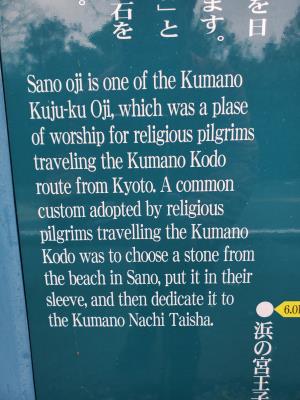 を日
ます。
」と
石を
。
Sano oji is one of the Kumano
Kuju-ku Oji, which was a plase
of worship for religious pilgrims
traveling the Kumano Kodo
route from Kyoto. A common
custom adopted by religious
pilgrims travelling the Kumano
Kodo was to choose a stone from
the beach in Sano, put it in their
sleeve, and then dedicate it to
the Kumano Nachi Taisha.
浜の宮王子